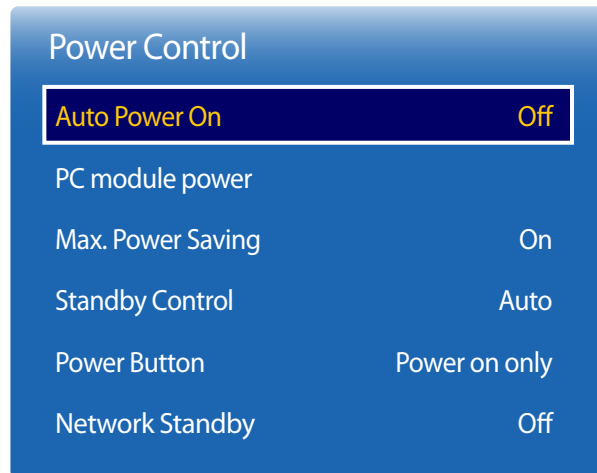 Power Control
Auto Power On Off
PC module power
Max. Power Saving On
Standby Control Auto
Power Button Power on only
Network Standby Off